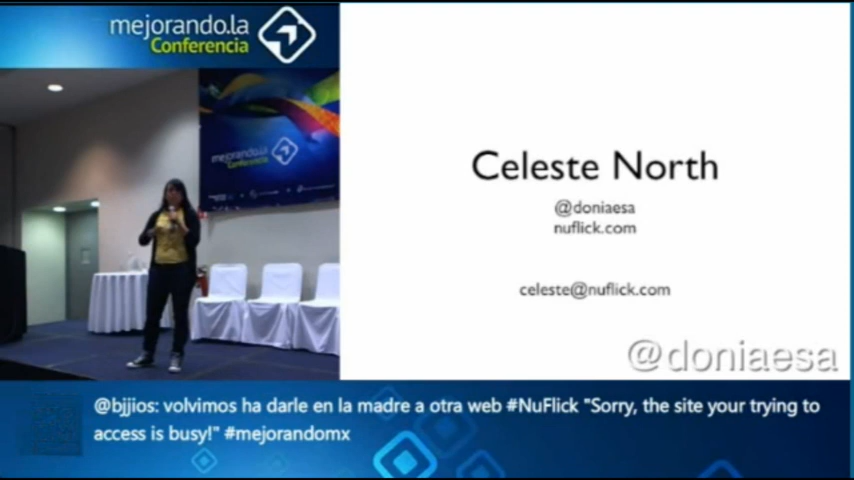 mejorando.la
Conferencia
mejorando.la
Conferencia
Celeste North
@doniaesa
nuflick.com
celeste@nuflick.com
@doniaesa
@bjjios: volvimos ha darle en la madre a otra web #NuFlick "Sorry, the site your trying to
access is busy!" #mejorandomx